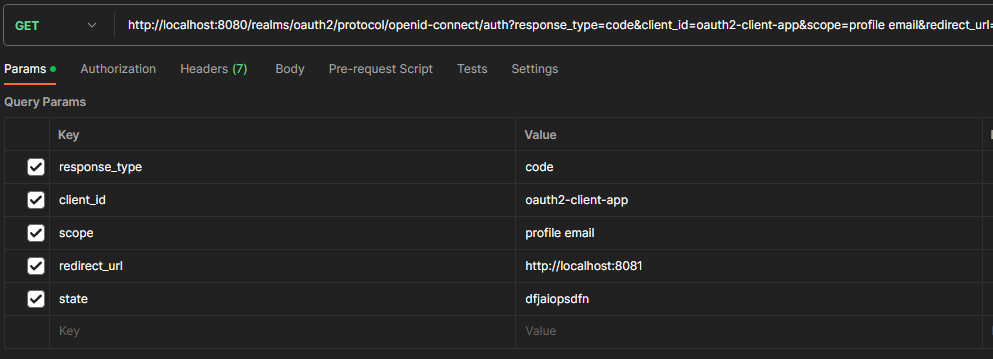 GET http://localhost:8080/realms/oauth2/protocol/openid-connect/auth?response_type=code&client_id=oauth2-client-app&scope=profile email&redirect_url=
Params Authorization Headers (7) Body Pre-request Script Tests Settings
Query Params
Key Value
response_type code
client_id oauth2-client-app
scope profile email
redirect_url http://localhost:8081
state dfjaiopsdfn
Key Value